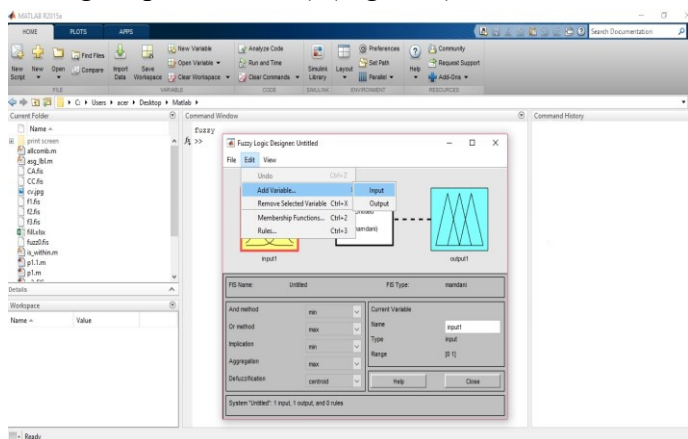 MATLAB R2015a
HOME PLOTS APPS
Search Documentation
New Script
New
Open
Find Files
Compare
Import Data
Save Workspace
New Variable
Open Variable
Clear Workspace
Analyze Code
Run and Time
Clear Commands
Simulink Library
Layout
Preferences
Set Path
Parallel
Help
Community
Request Support
Add-Ons
FILE VARIABLE CODE SIMULINK ENVIRONMENT RESOURCES
C: Users acer Desktop Matlab
Current Folder
Name
print screen
allcomb.m
asg_lbl.m
CA.fis
CC.fis
cv.jpg
f1.fis
f2.fis
f3.fis
fill.xlsx
fuzz0.fis
is_within.m
p1.1.m
p1.m
Details
Workspace
Name Value
Command Window
fuzzy
fx >>
Command History
Fuzzy Logic Designer: Untitled
File Edit View
Undo Ctrl+Z
Add Variable... Input
Remove Selected Variable Ctrl+X Output
Membership Functions... Ctrl+2
Rules... Ctrl+3
input1
output1
FIS Name: Untitled FIS Type: mamdani
And method min
Or method max
Implication min
Aggregation max
Defuzzification centroid
Current Variable
Name input1
Type input
Range [0 1]
Help Close
System "Untitled": 1 input, 1 output, and 0 rules
Ready